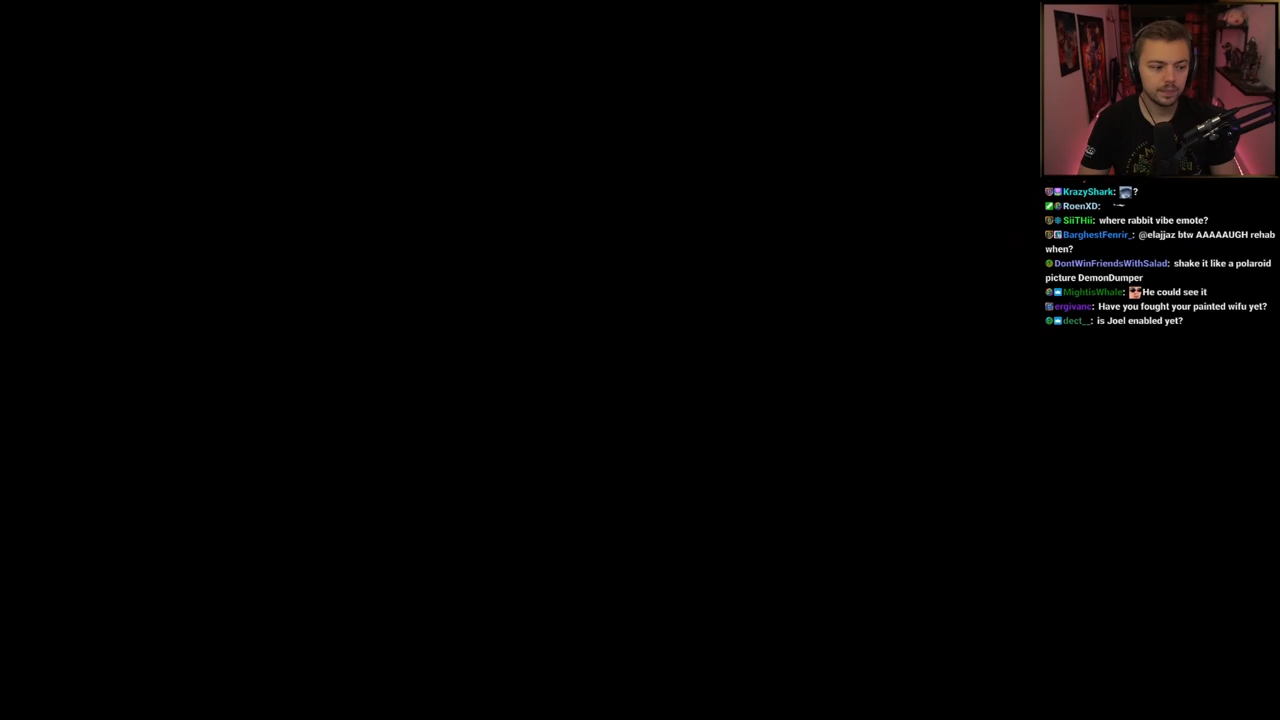 KrazyShark: ?
RoenXD:
SiiTHii: where rabbit vibe emote?
BarghestFenrir_: @elajjaz btw AAAAAUGH rehab
when?
DontWinFriendsWithSalad: shake it like a polaroid
picture DemonDumper
MightisWhale: He could see it
ergivanc: Have you fought your painted wifu yet?
dect__: is Joel enabled yet?